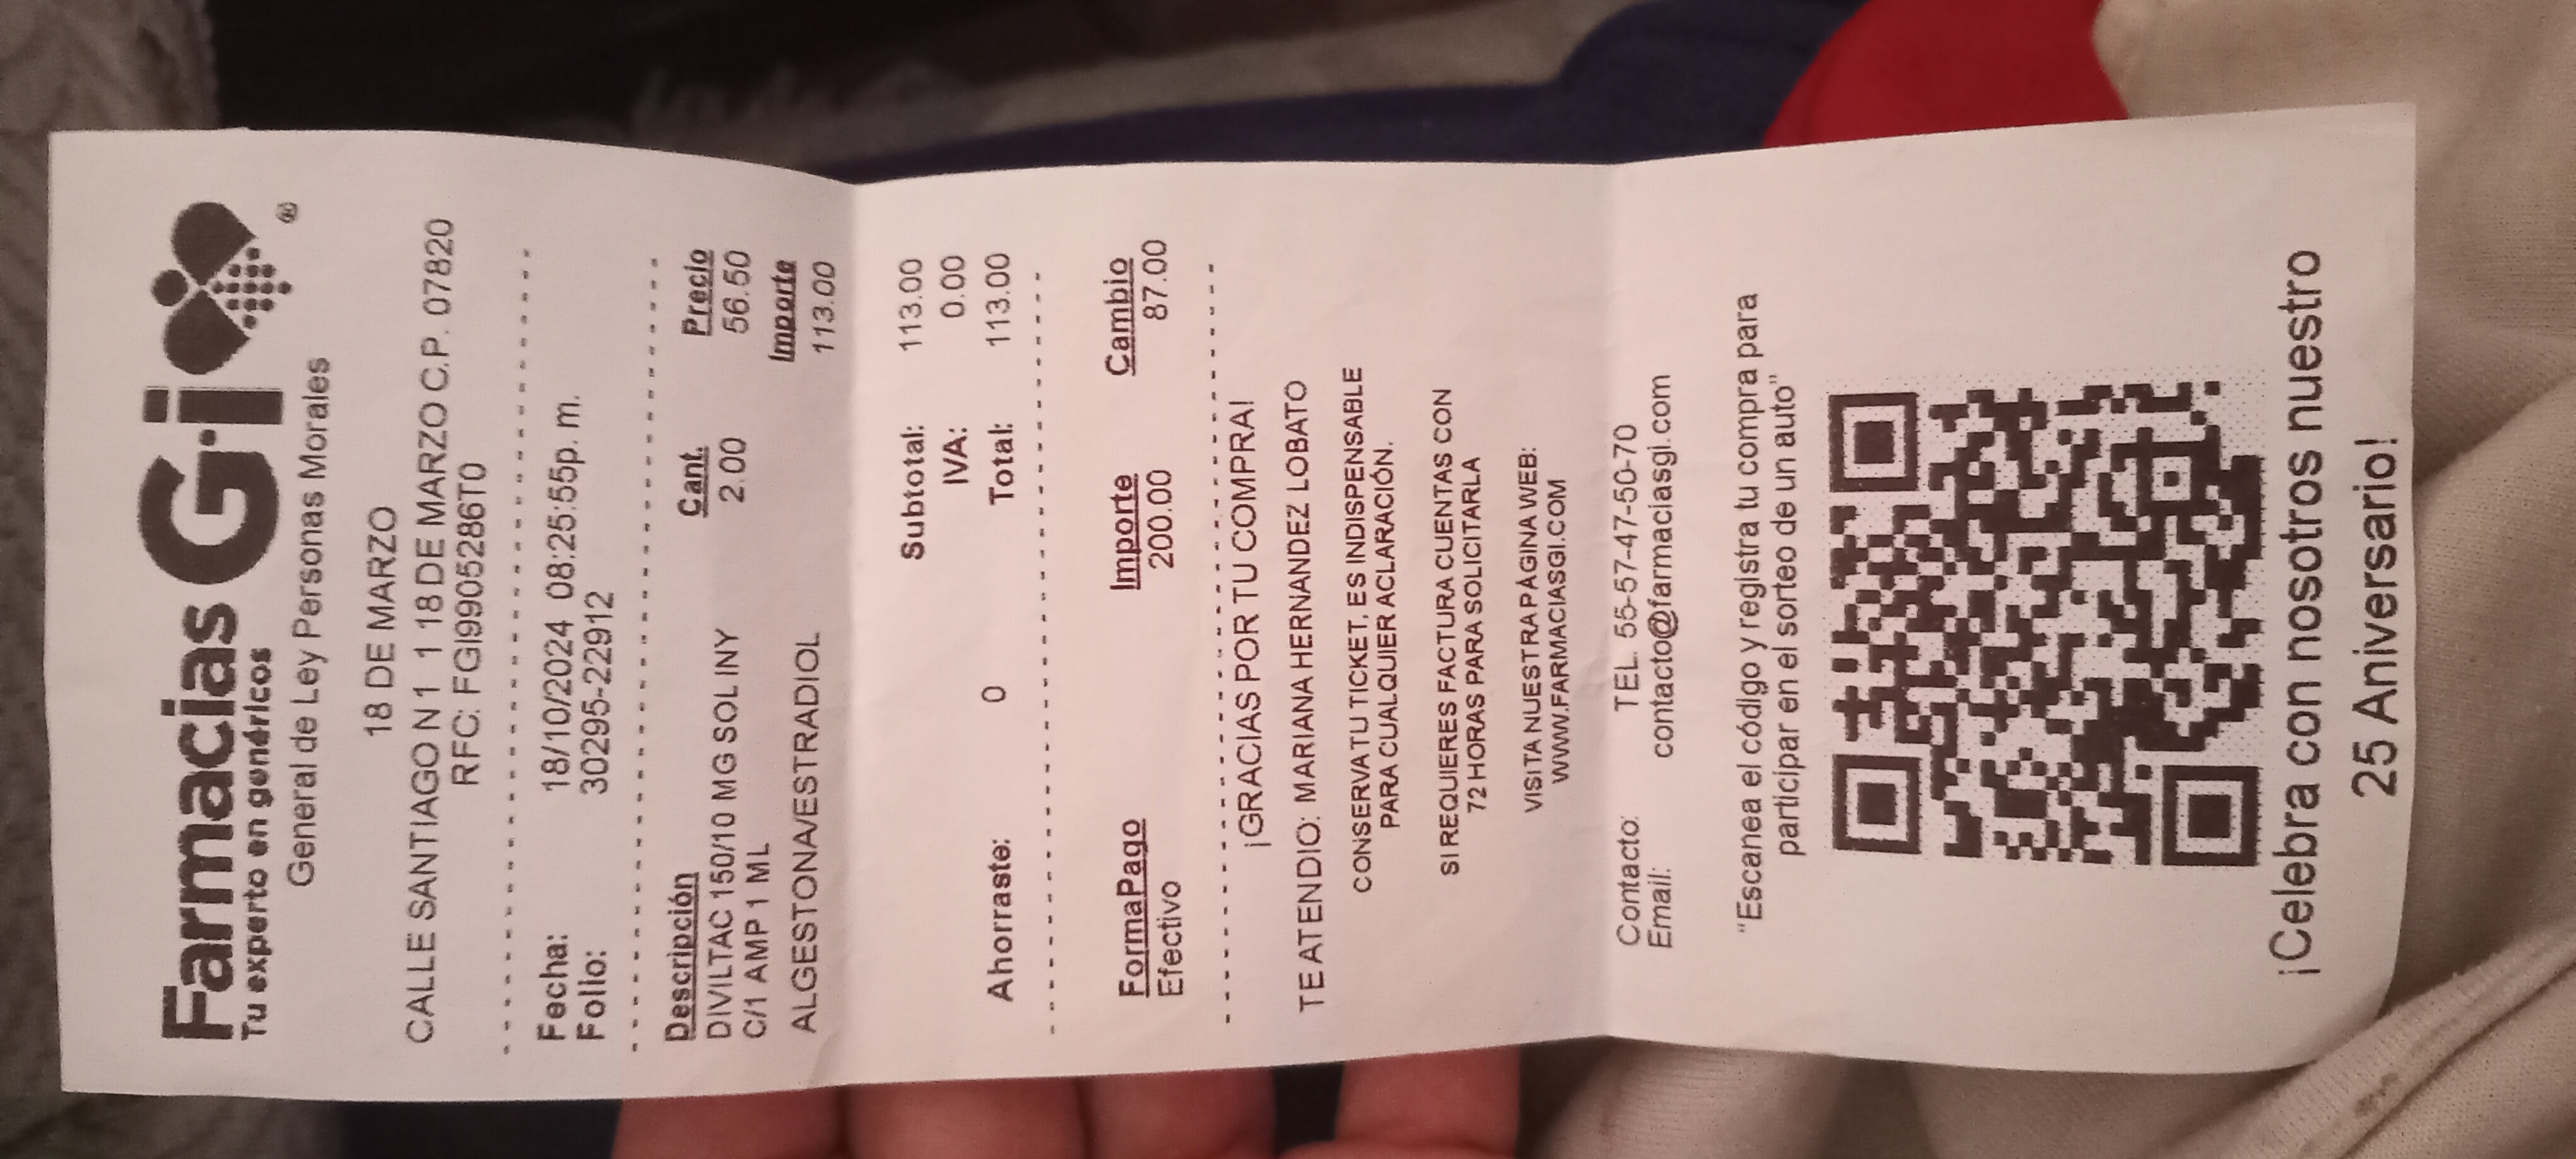 Farmacias Gi ®
Tu experto en genéricos
General de Ley Personas Morales
18 DE MARZO
CALLE SANTIAGO N 1 1 18 DE MARZO C.P. 07820
RFC: FGI9905286T0
Fecha: 18/10/2024 08:25:55p. m.
Folio: 30295-22912
Descripción Cant. Precio
DIVILTAC 150/10 MG SOL INY 2.00 56.50
C/1 AMP 1 ML Importe
ALGESTONA/ESTRADIOL 113.00
Subtotal: 113.00
IVA: 0.00
Ahorraste: 0 Total: 113.00
FormaPago Importe Cambio
Efectivo 200.00 87.00
¡GRACIAS POR TU COMPRA!
TE ATENDIO: MARIANA HERNANDEZ LOBATO
CONSERVA TU TICKET, ES INDISPENSABLE
PARA CUALQUIER ACLARACIÓN.
SI REQUIERES FACTURA CUENTAS CON
72 HORAS PARA SOLICITARLA
VISITA NUESTRA PÁGINA WEB:
WWW.FARMACIASGI.COM
Contacto: TEL. 55-57-47-50-70
Email: contacto@farmaciasgi.com
"Escanea el código y registra tu compra para
participar en el sorteo de un auto"
¡Celebra con nosotros nuestro
25 Aniversario!